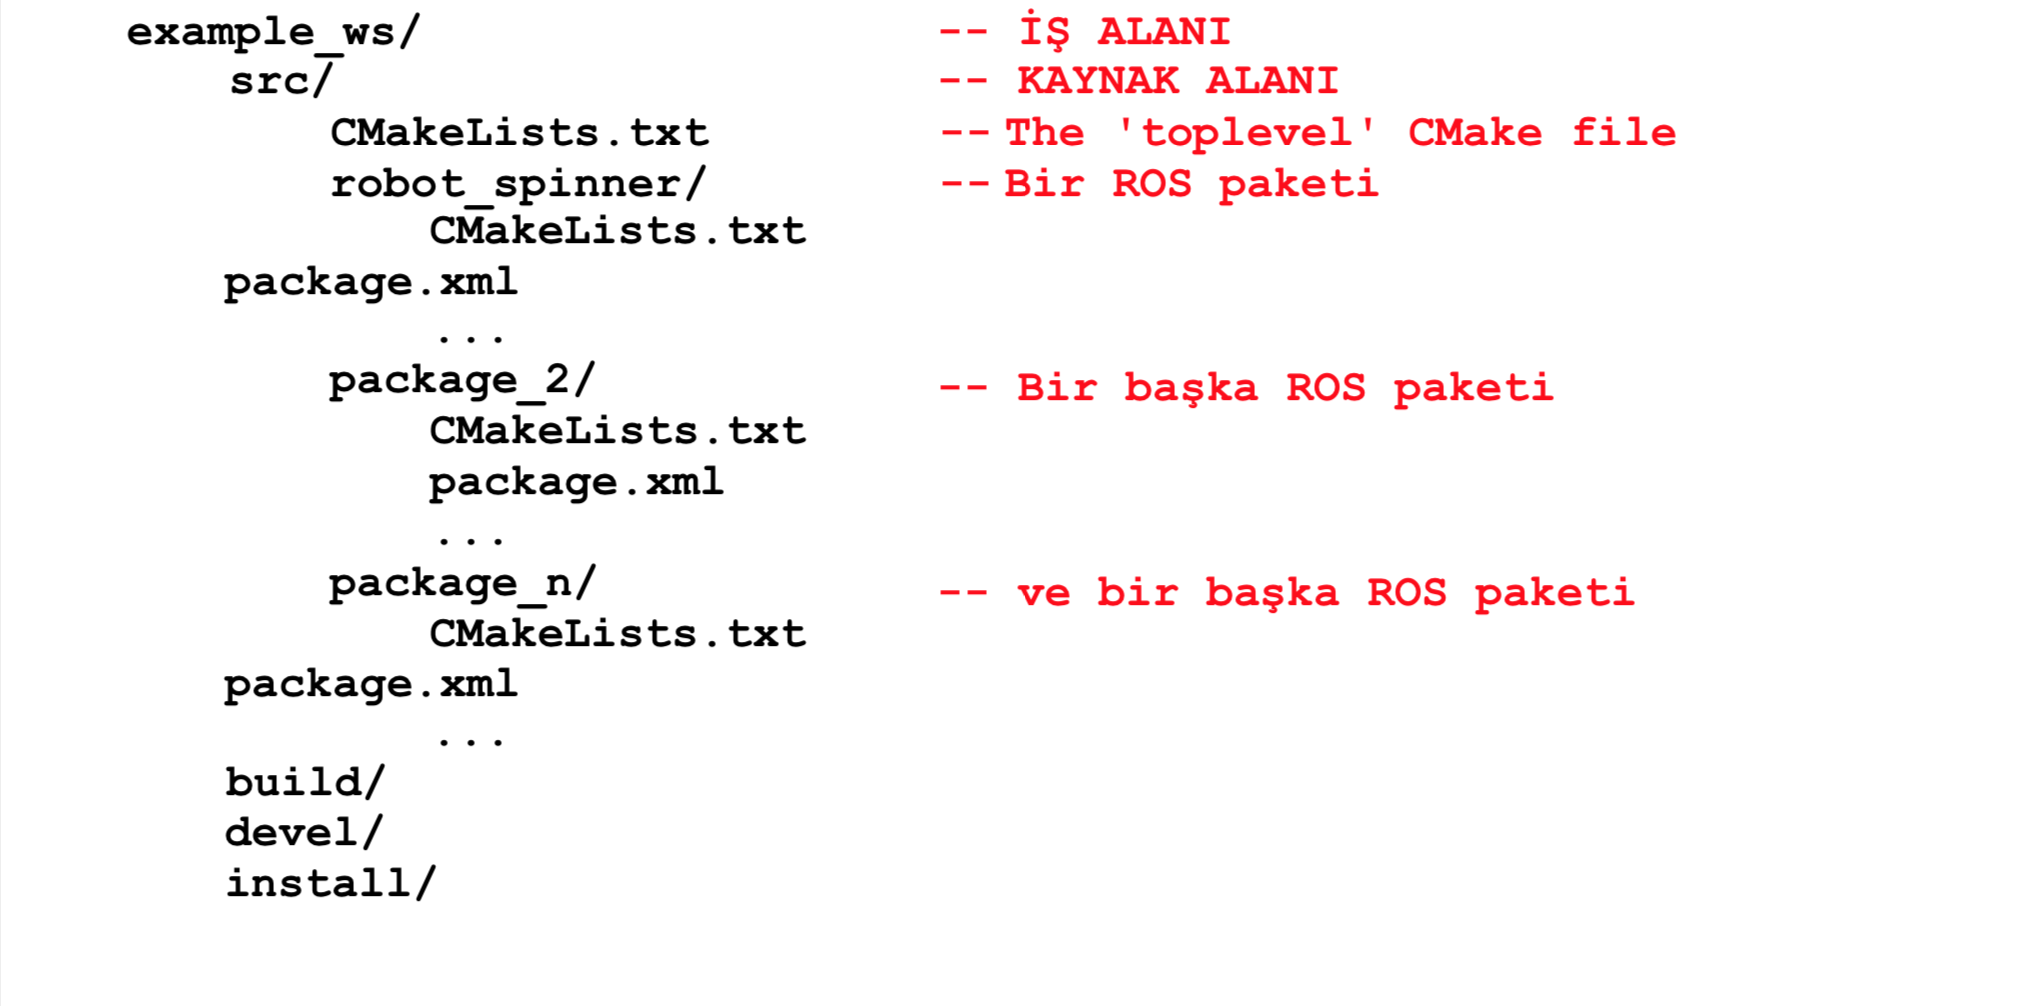 example_ws/ -- İŞ ALANI
src/ -- KAYNAK ALANI
CMakeLists.txt -- The 'toplevel' CMake file
robot_spinner/ -- Bir ROS paketi
CMakeLists.txt
package.xml
...
package_2/ -- Bir başka ROS paketi
CMakeLists.txt
package.xml
...
package_n/ -- ve bir başka ROS paketi
CMakeLists.txt
package.xml
...
build/
devel/
install/